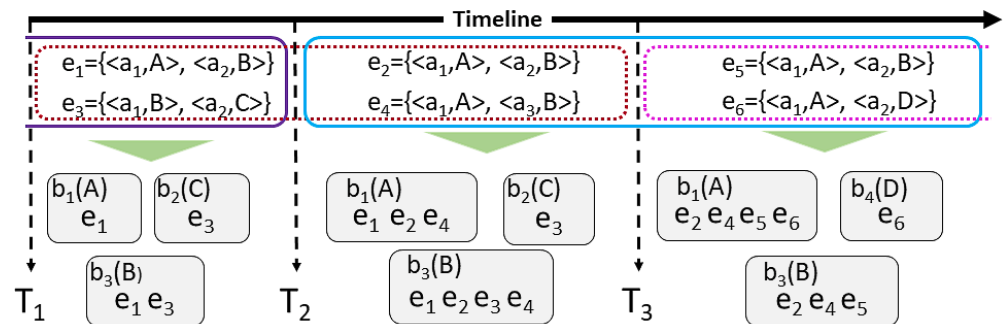 Timeline
e₁={<a₁,A>, <a₂,B>}
e₃={<a₁,B>, <a₂,C>}
e₂={<a₁,A>, <a₂,B>}
e₄={<a₁,A>, <a₃,B>}
e₅={<a₁,A>, <a₂,B>}
e₆={<a₁,A>, <a₂,D>}
b₁(A)
e₁
b₂(C)
e₃
b₃(B)
e₁ e₃
b₁(A)
e₁ e₂ e₄
b₂(C)
e₃
b₃(B)
e₁ e₂ e₃ e₄
b₁(A)
e₂ e₄ e₅ e₆
b₄(D)
e₆
b₃(B)
e₂ e₄ e₅
T₁
T₂
T₃